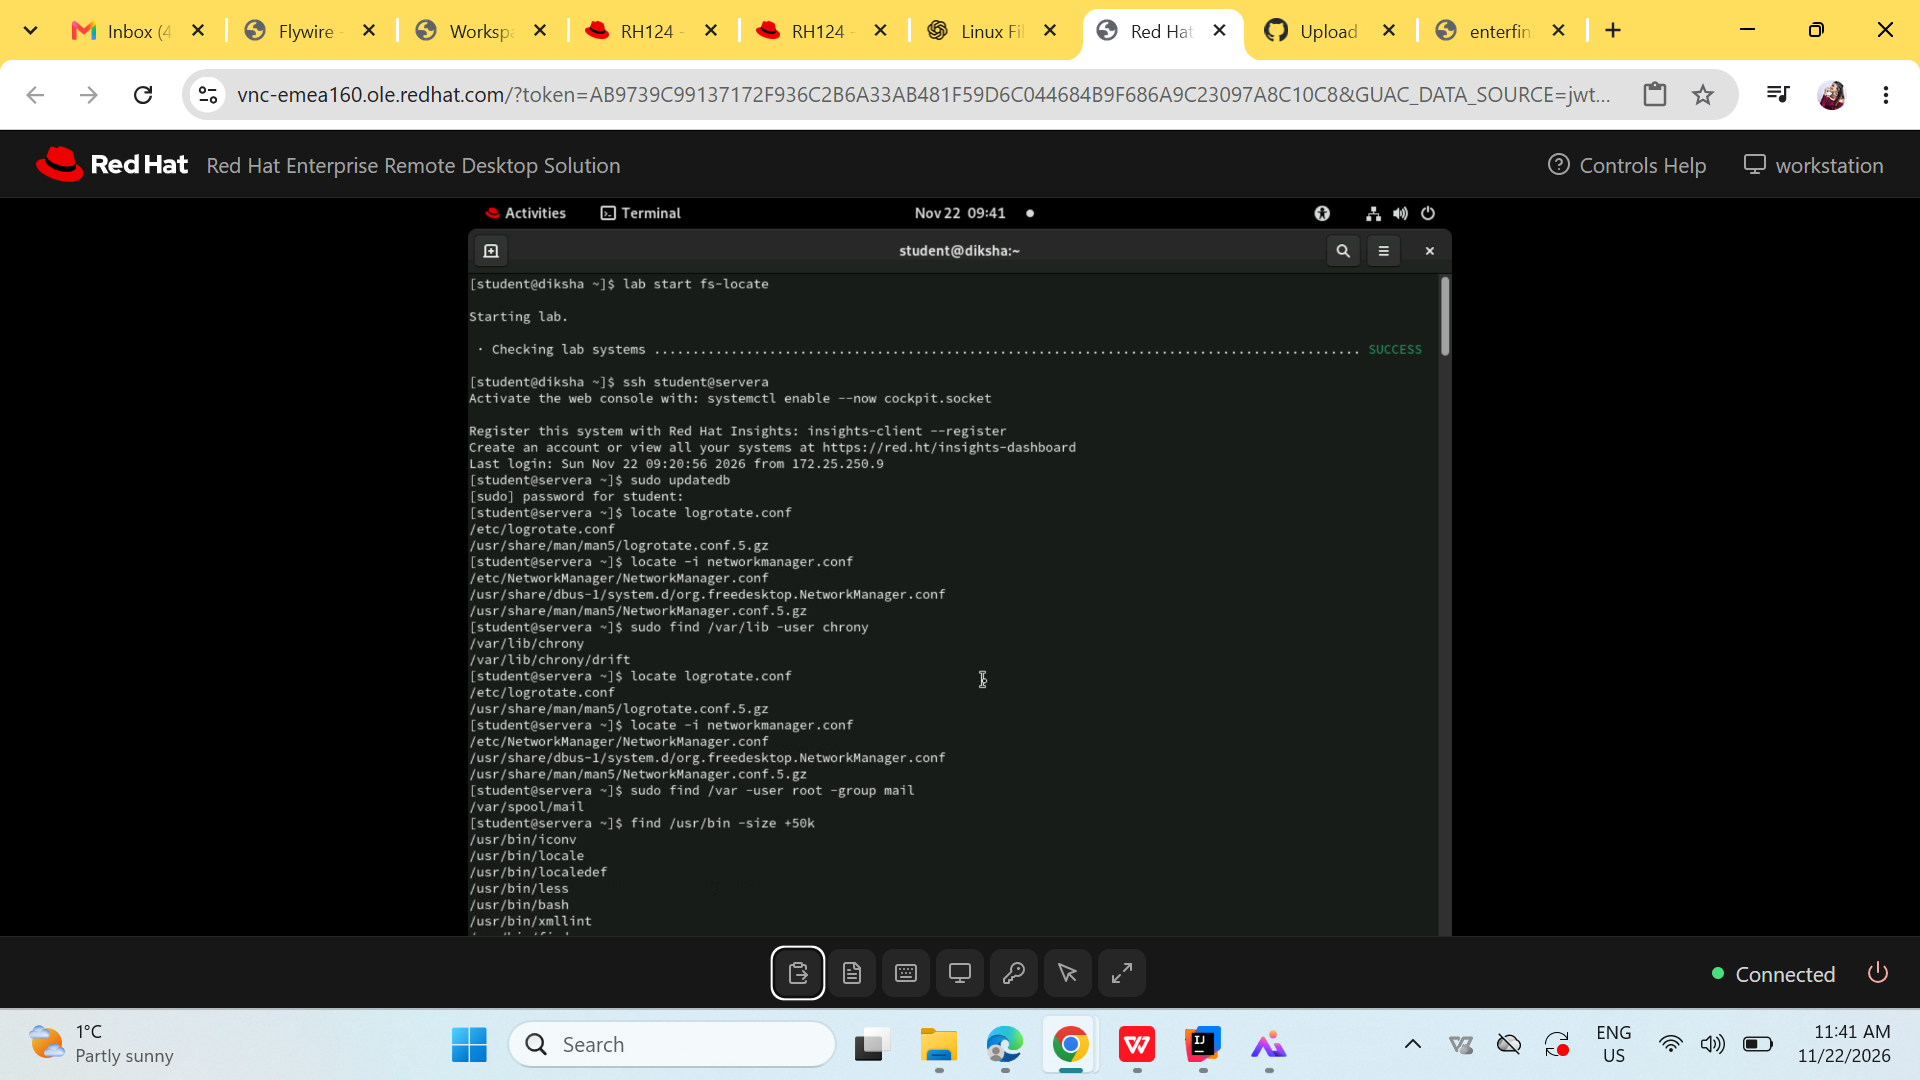 Inbox (4
Flywire -
Worksp
RH124 -
RH124 -
Linux Fi
Red Hat
Upload
enterfin
vnc-emea160.ole.redhat.com/?token=AB9739C99137172F936C2B6A33AB481F59D6C044684B9F686A9C23097A8C10C8&GUAC_DATA_SOURCE=jwt...
Red Hat
Red Hat Enterprise Remote Desktop Solution
Controls Help
workstation
Activities
Terminal
Nov 22 09:41
student@diksha:~
[student@diksha ~]$ lab start fs-locate
Starting lab.
· Checking lab systems ............................................................................................ SUCCESS
[student@diksha ~]$ ssh student@servera
Activate the web console with: systemctl enable --now cockpit.socket
Register this system with Red Hat Insights: insights-client --register
Create an account or view all your systems at https://red.ht/insights-dashboard
Last login: Sun Nov 22 09:20:56 2026 from 172.25.250.9
[student@servera ~]$ sudo updatedb
[sudo] password for student:
[student@servera ~]$ locate logrotate.conf
/etc/logrotate.conf
/usr/share/man/man5/logrotate.conf.5.gz
[student@servera ~]$ locate -i networkmanager.conf
/etc/NetworkManager/NetworkManager.conf
/usr/share/dbus-1/system.d/org.freedesktop.NetworkManager.conf
/usr/share/man/man5/NetworkManager.conf.5.gz
[student@servera ~]$ sudo find /var/lib -user chrony
/var/lib/chrony
/var/lib/chrony/drift
[student@servera ~]$ locate logrotate.conf
/etc/logrotate.conf
/usr/share/man/man5/logrotate.conf.5.gz
[student@servera ~]$ locate -i networkmanager.conf
/etc/NetworkManager/NetworkManager.conf
/usr/share/dbus-1/system.d/org.freedesktop.NetworkManager.conf
/usr/share/man/man5/NetworkManager.conf.5.gz
[student@servera ~]$ sudo find /var -user root -group mail
/var/spool/mail
[student@servera ~]$ find /usr/bin -size +50k
/usr/bin/iconv
/usr/bin/locale
/usr/bin/localedef
/usr/bin/less
/usr/bin/bash
/usr/bin/xmllint
Connected
1°C
Partly sunny
Search
ENG
US
11:41 AM
11/22/2026